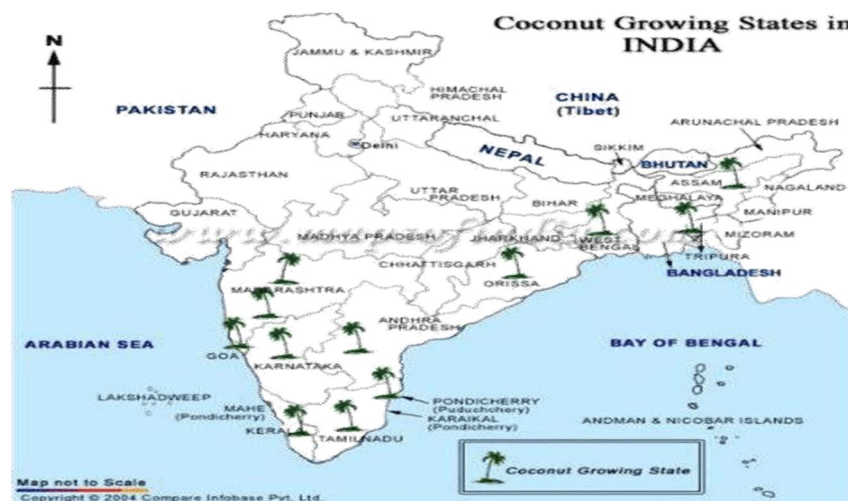 Coconut Growing States in
INDIA
N
JAMMU & KASHMIR
HIMACHAL
PRADESH
PAKISTAN
CHINA
(Tibet)
PUNJAB
UTTARANCHAL
ARUNACHAL PRADESH
HARYANA
Delhi
SIKKIM
NEPAL
BHUTAN
RAJASTHAN
ASSAM
NAGALAND
UTTAR
PRADESH
BIHAR
MEGHALAYA
GUJARAT
MANIPUR
MADHYA PRADESH
JHARKHAND
WEST
BENGAL
MIZORAM
TRIPURA
CHHATTISGARH
BANGLADESH
MAHARASHTRA
ORISSA
ANDHRA
PRADESH
ARABIAN SEA
BAY OF BENGAL
GOA
KARNATAKA
LAKSHADWEEP
MAHE
(Pondicherry)
PONDICHERRY
(Puduchchery)
KARAIKAL
(Pondicherry)
ANDMAN & NICOBAR ISLANDS
KERAL
TAMILNADU
Coconut Growing State
Map not to Scale
Copyright © 2004 Compare Infobase Pvt. Ltd.